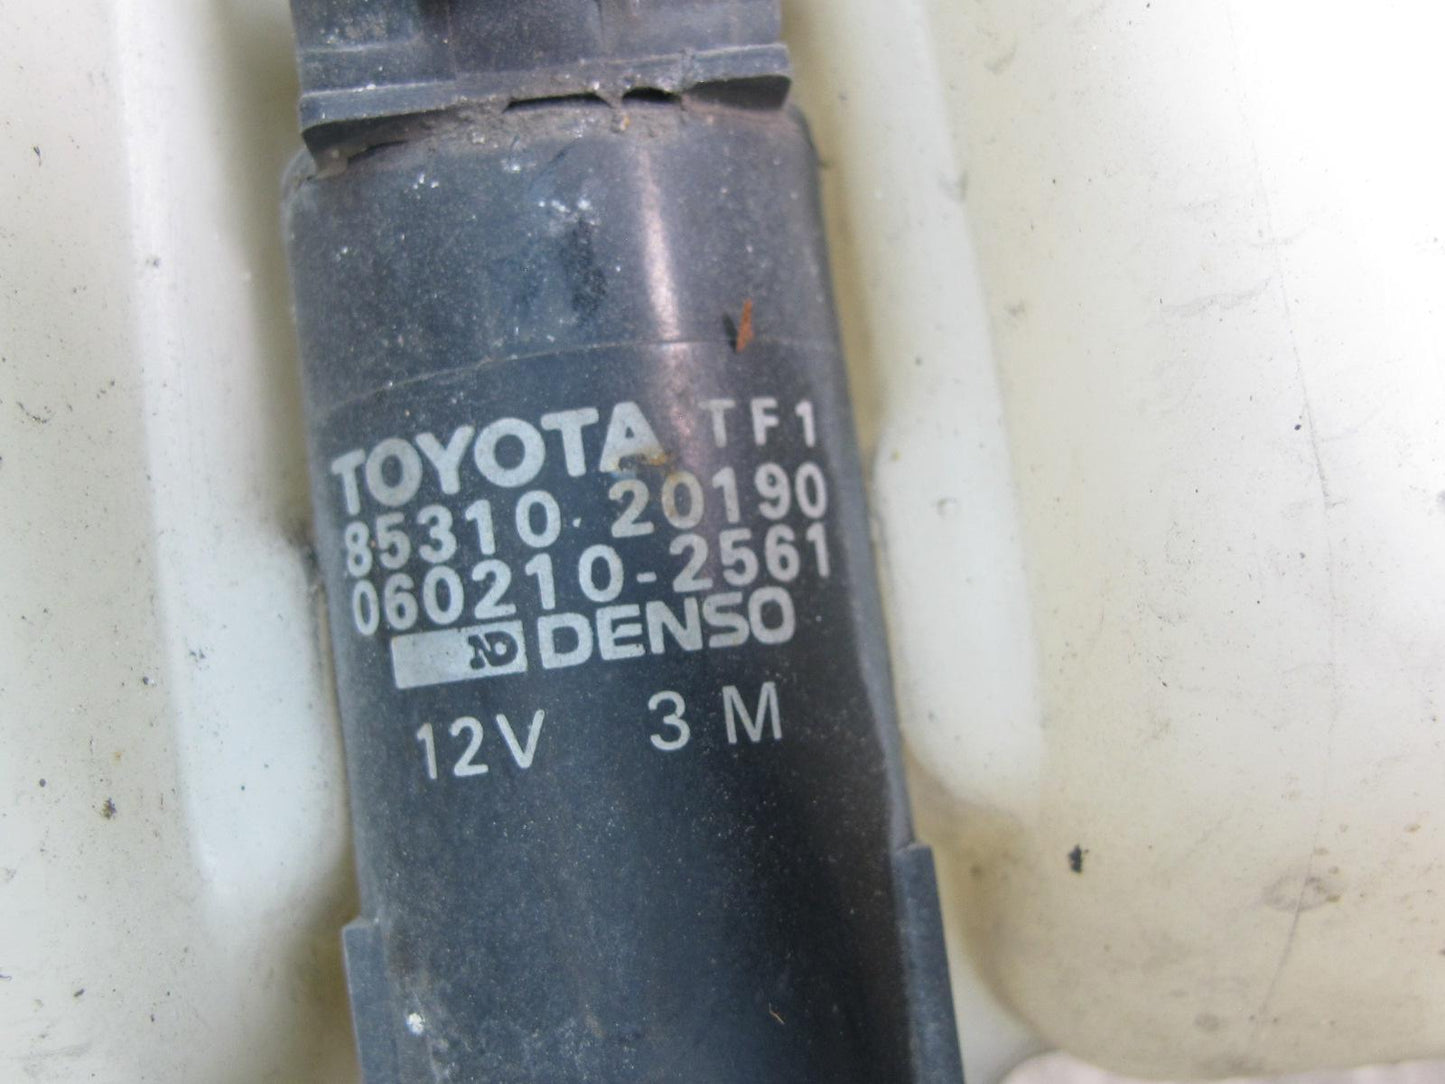 TOYOTA TF1
85310-20190
060210-2561
ND DENSO
12V 3M